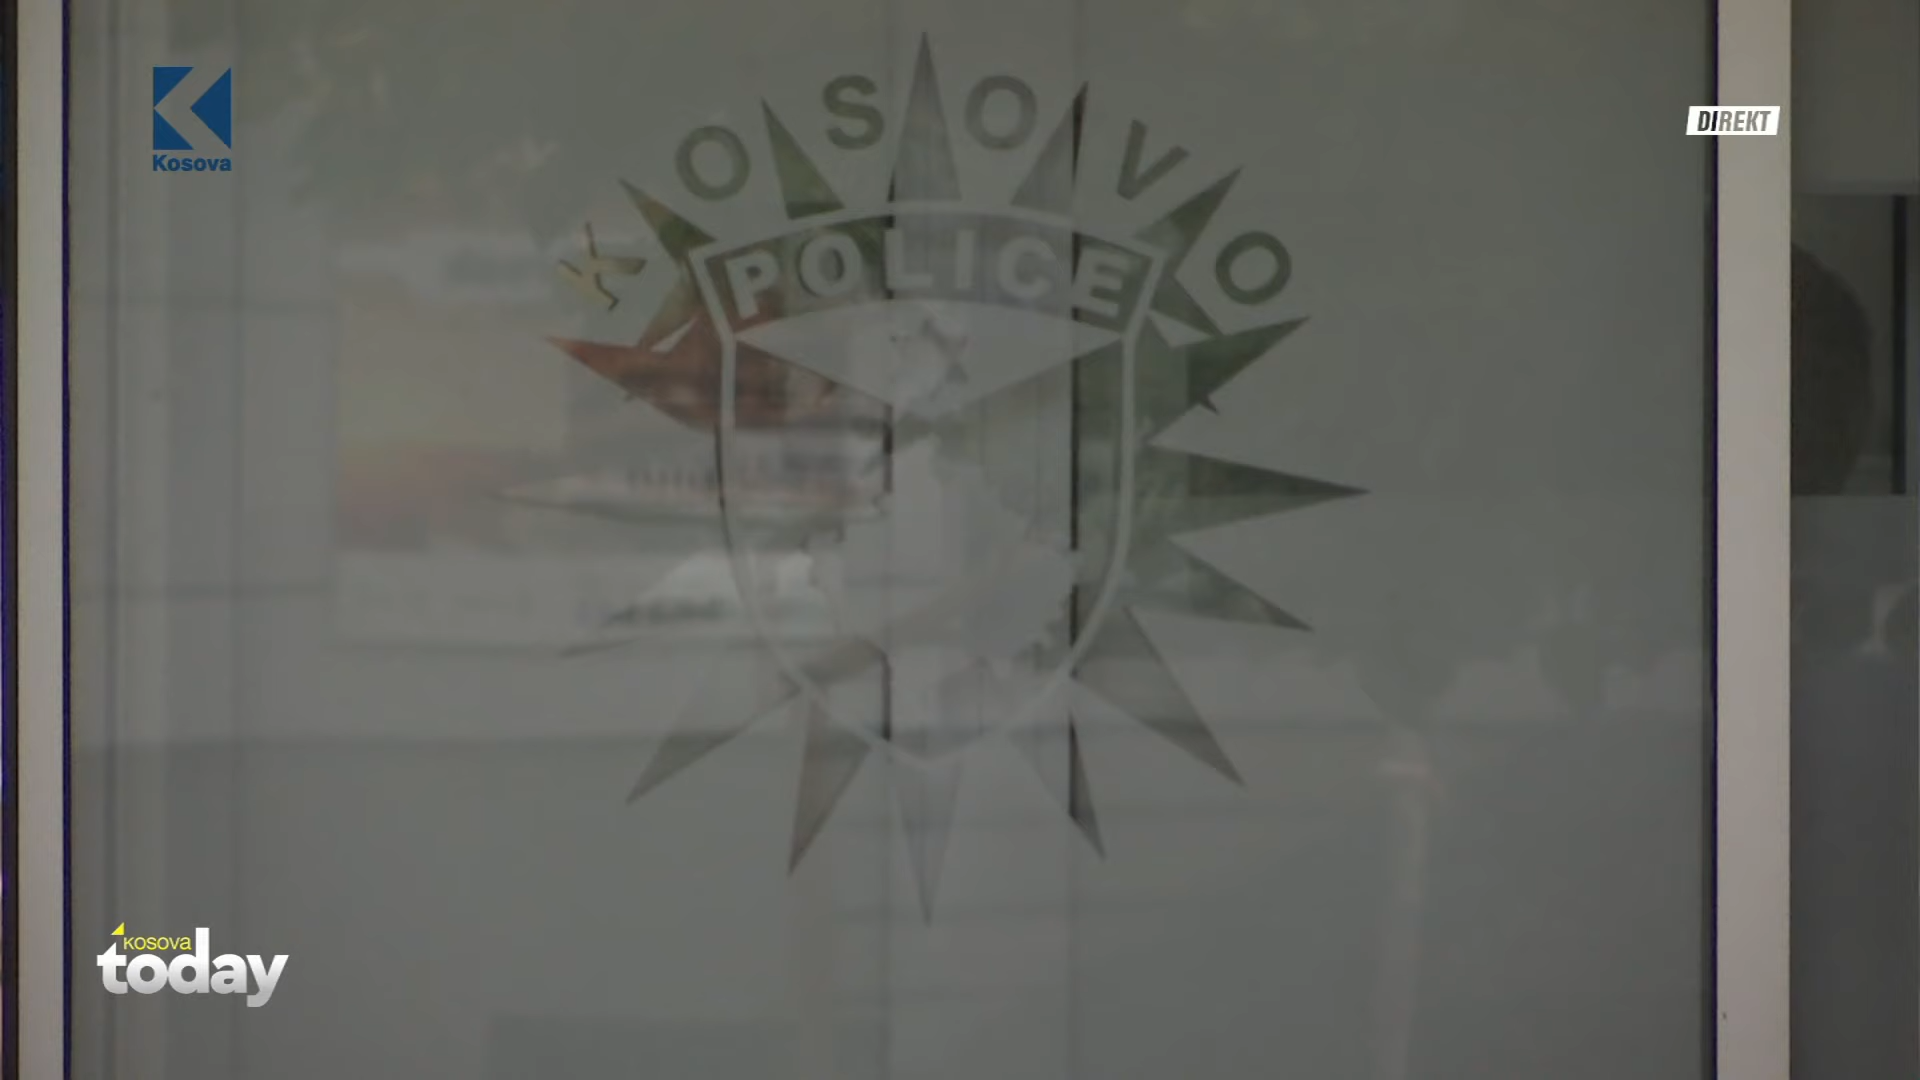 Kosova
DIREKT
KOSOVO
POLICE
KOSOVA
today